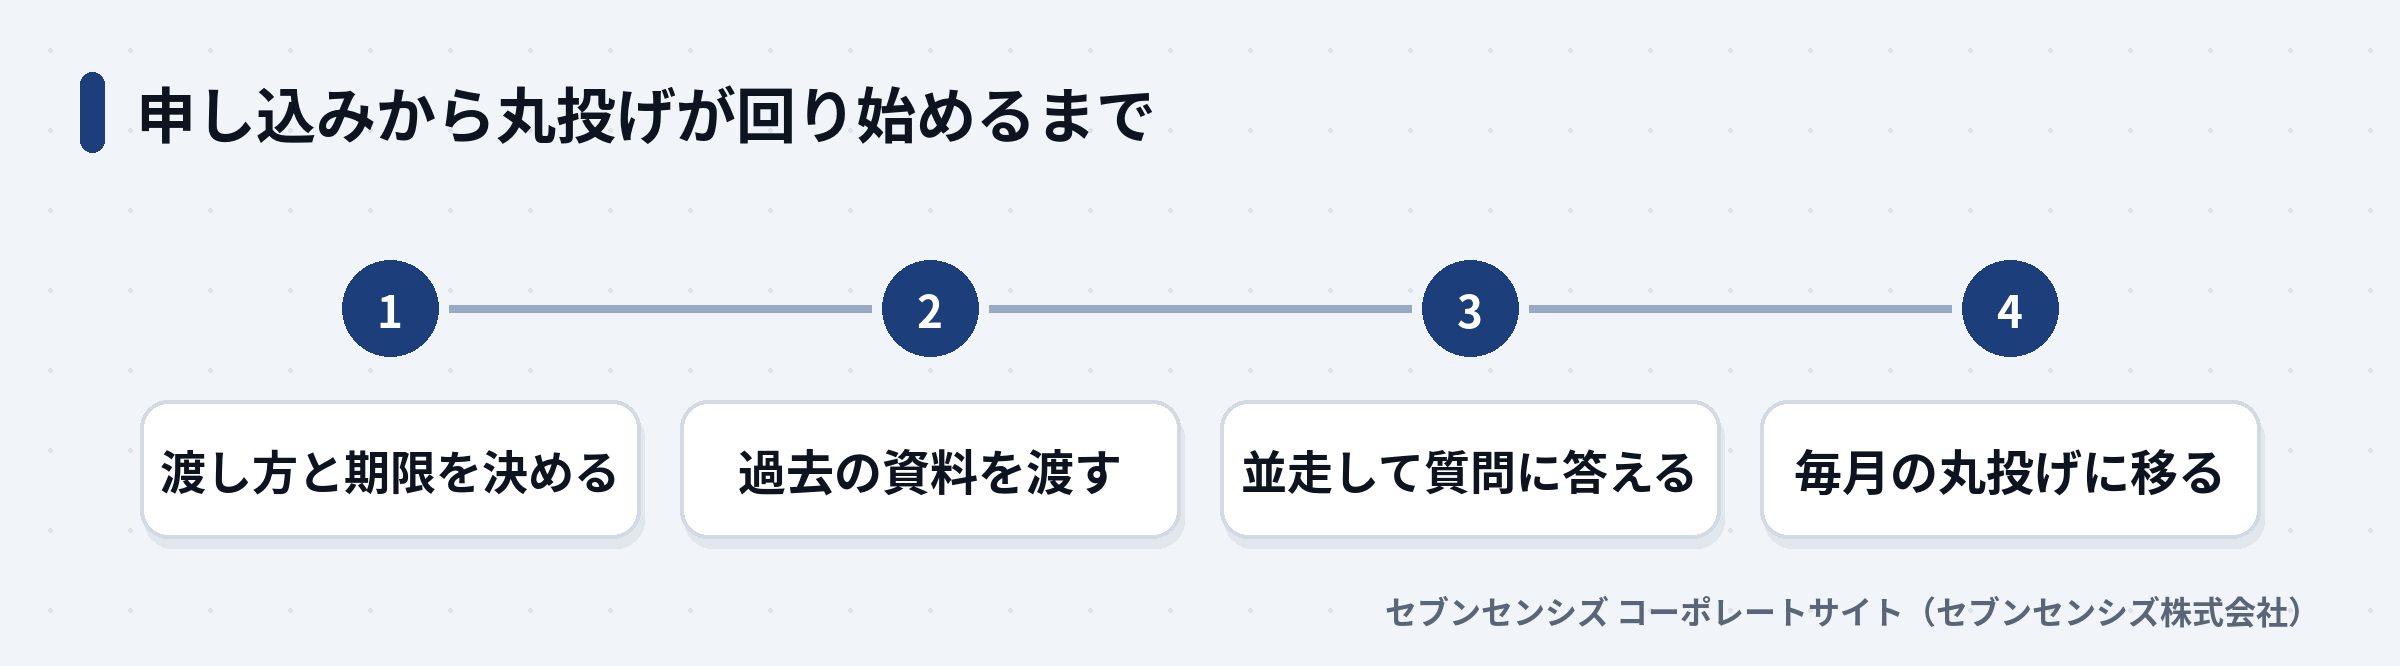 申し込みから丸投げが回り始めるまで
1
2
3
4
渡し方と期限を決める
過去の資料を渡す
並走して質問に答える
毎月の丸投げに移る
セブンセンシズ コーポレートサイト（セブンセンシズ株式会社）